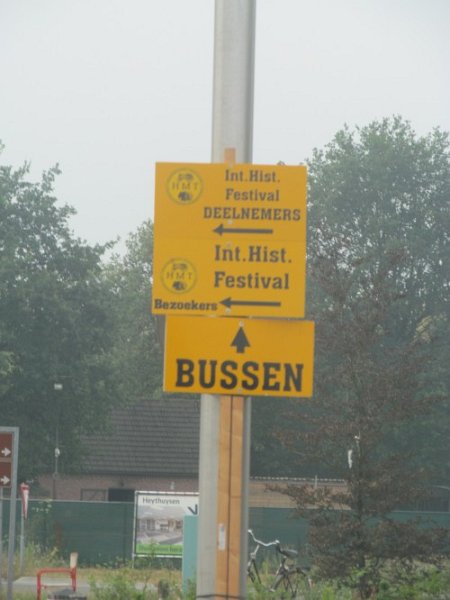 HMT
Int.Hist.
Festival
DEELNEMERS
Int.Hist.
HMT
Festival
Bezoekers
BUSSEN
Heythuysen